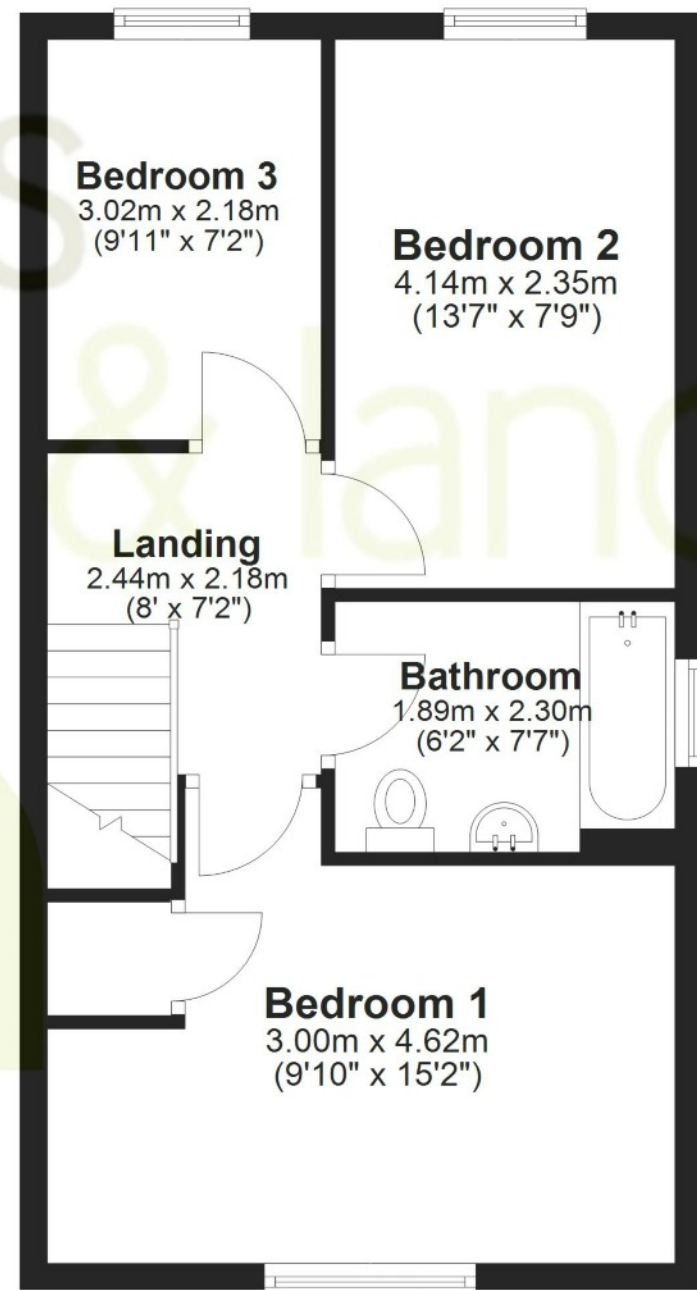 Bedroom 3
3.02m x 2.18m
(9'11" x 7'2")
Bedroom 2
4.14m x 2.35m
(13'7" x 7'9")
s
& land
Landing
2.44m x 2.18m
(8' x 7'2")
Bathroom
1.89m x 2.30m
(6'2" x 7'7")
Bedroom 1
3.00m x 4.62m
(9'10" x 15'2")